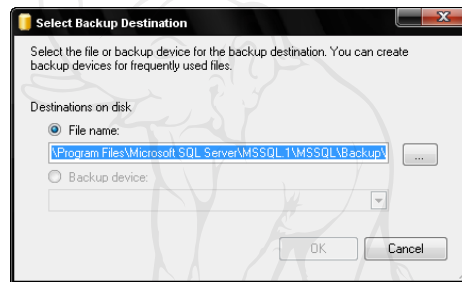 Select Backup Destination
Select the file or backup device for the backup destination. You can create
backup devices for frequently used files.
Destinations on disk
File name:
\Program Files\Microsoft SQL Server\MSSQL.1\MSSQL\Backup\
...
Backup device:
OK
Cancel